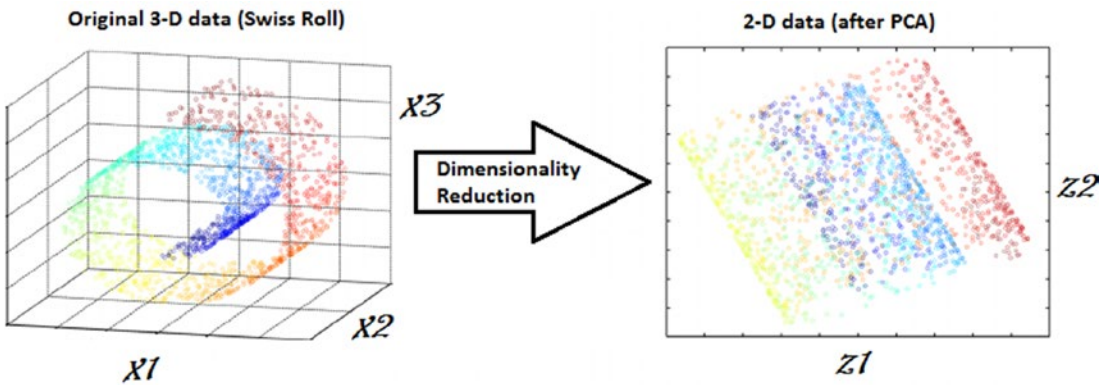 Original 3-D data (Swiss Roll)
2-D data (after PCA)
X3
Dimensionality
Reduction
Z2
X2
X1
Z1